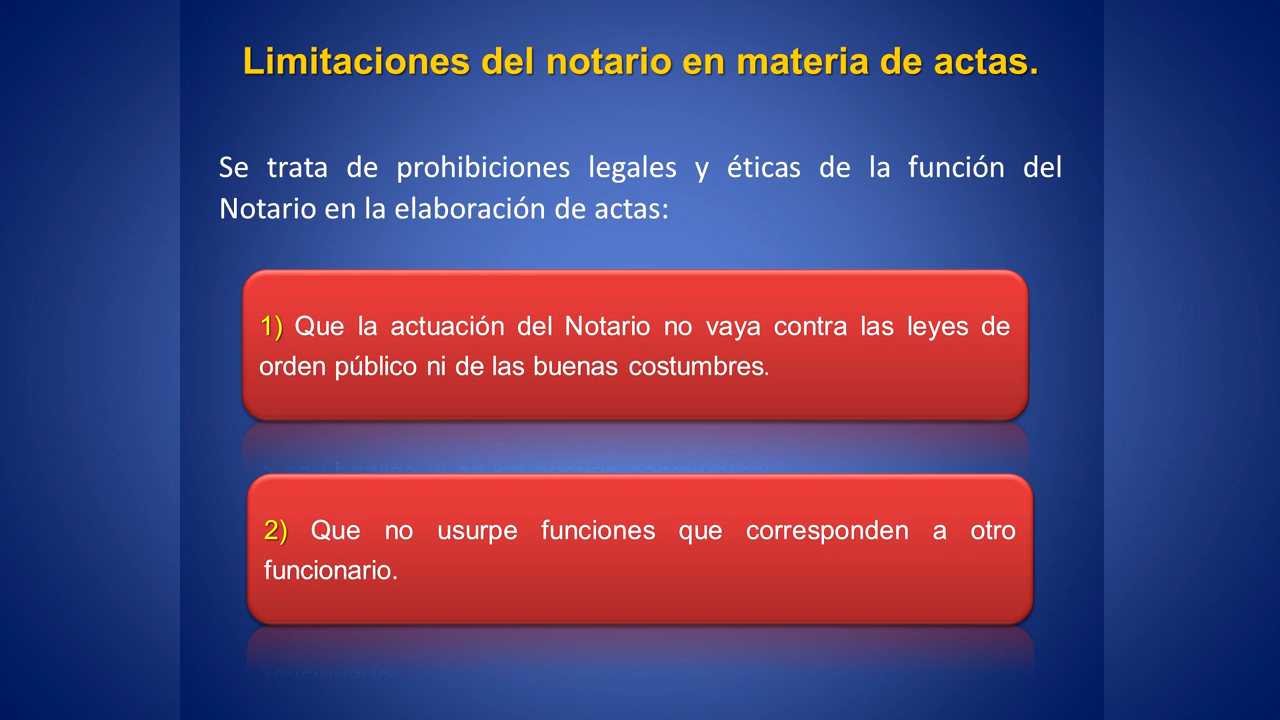 Limitaciones del notario en materia de actas.
Se trata de prohibiciones legales y éticas de la función del
Notario en la elaboración de actas:
1) Que la actuación del Notario no vaya contra las leyes de
orden público ni de las buenas costumbres.
2) Que no usurpe funciones que corresponden a otro
funcionario.